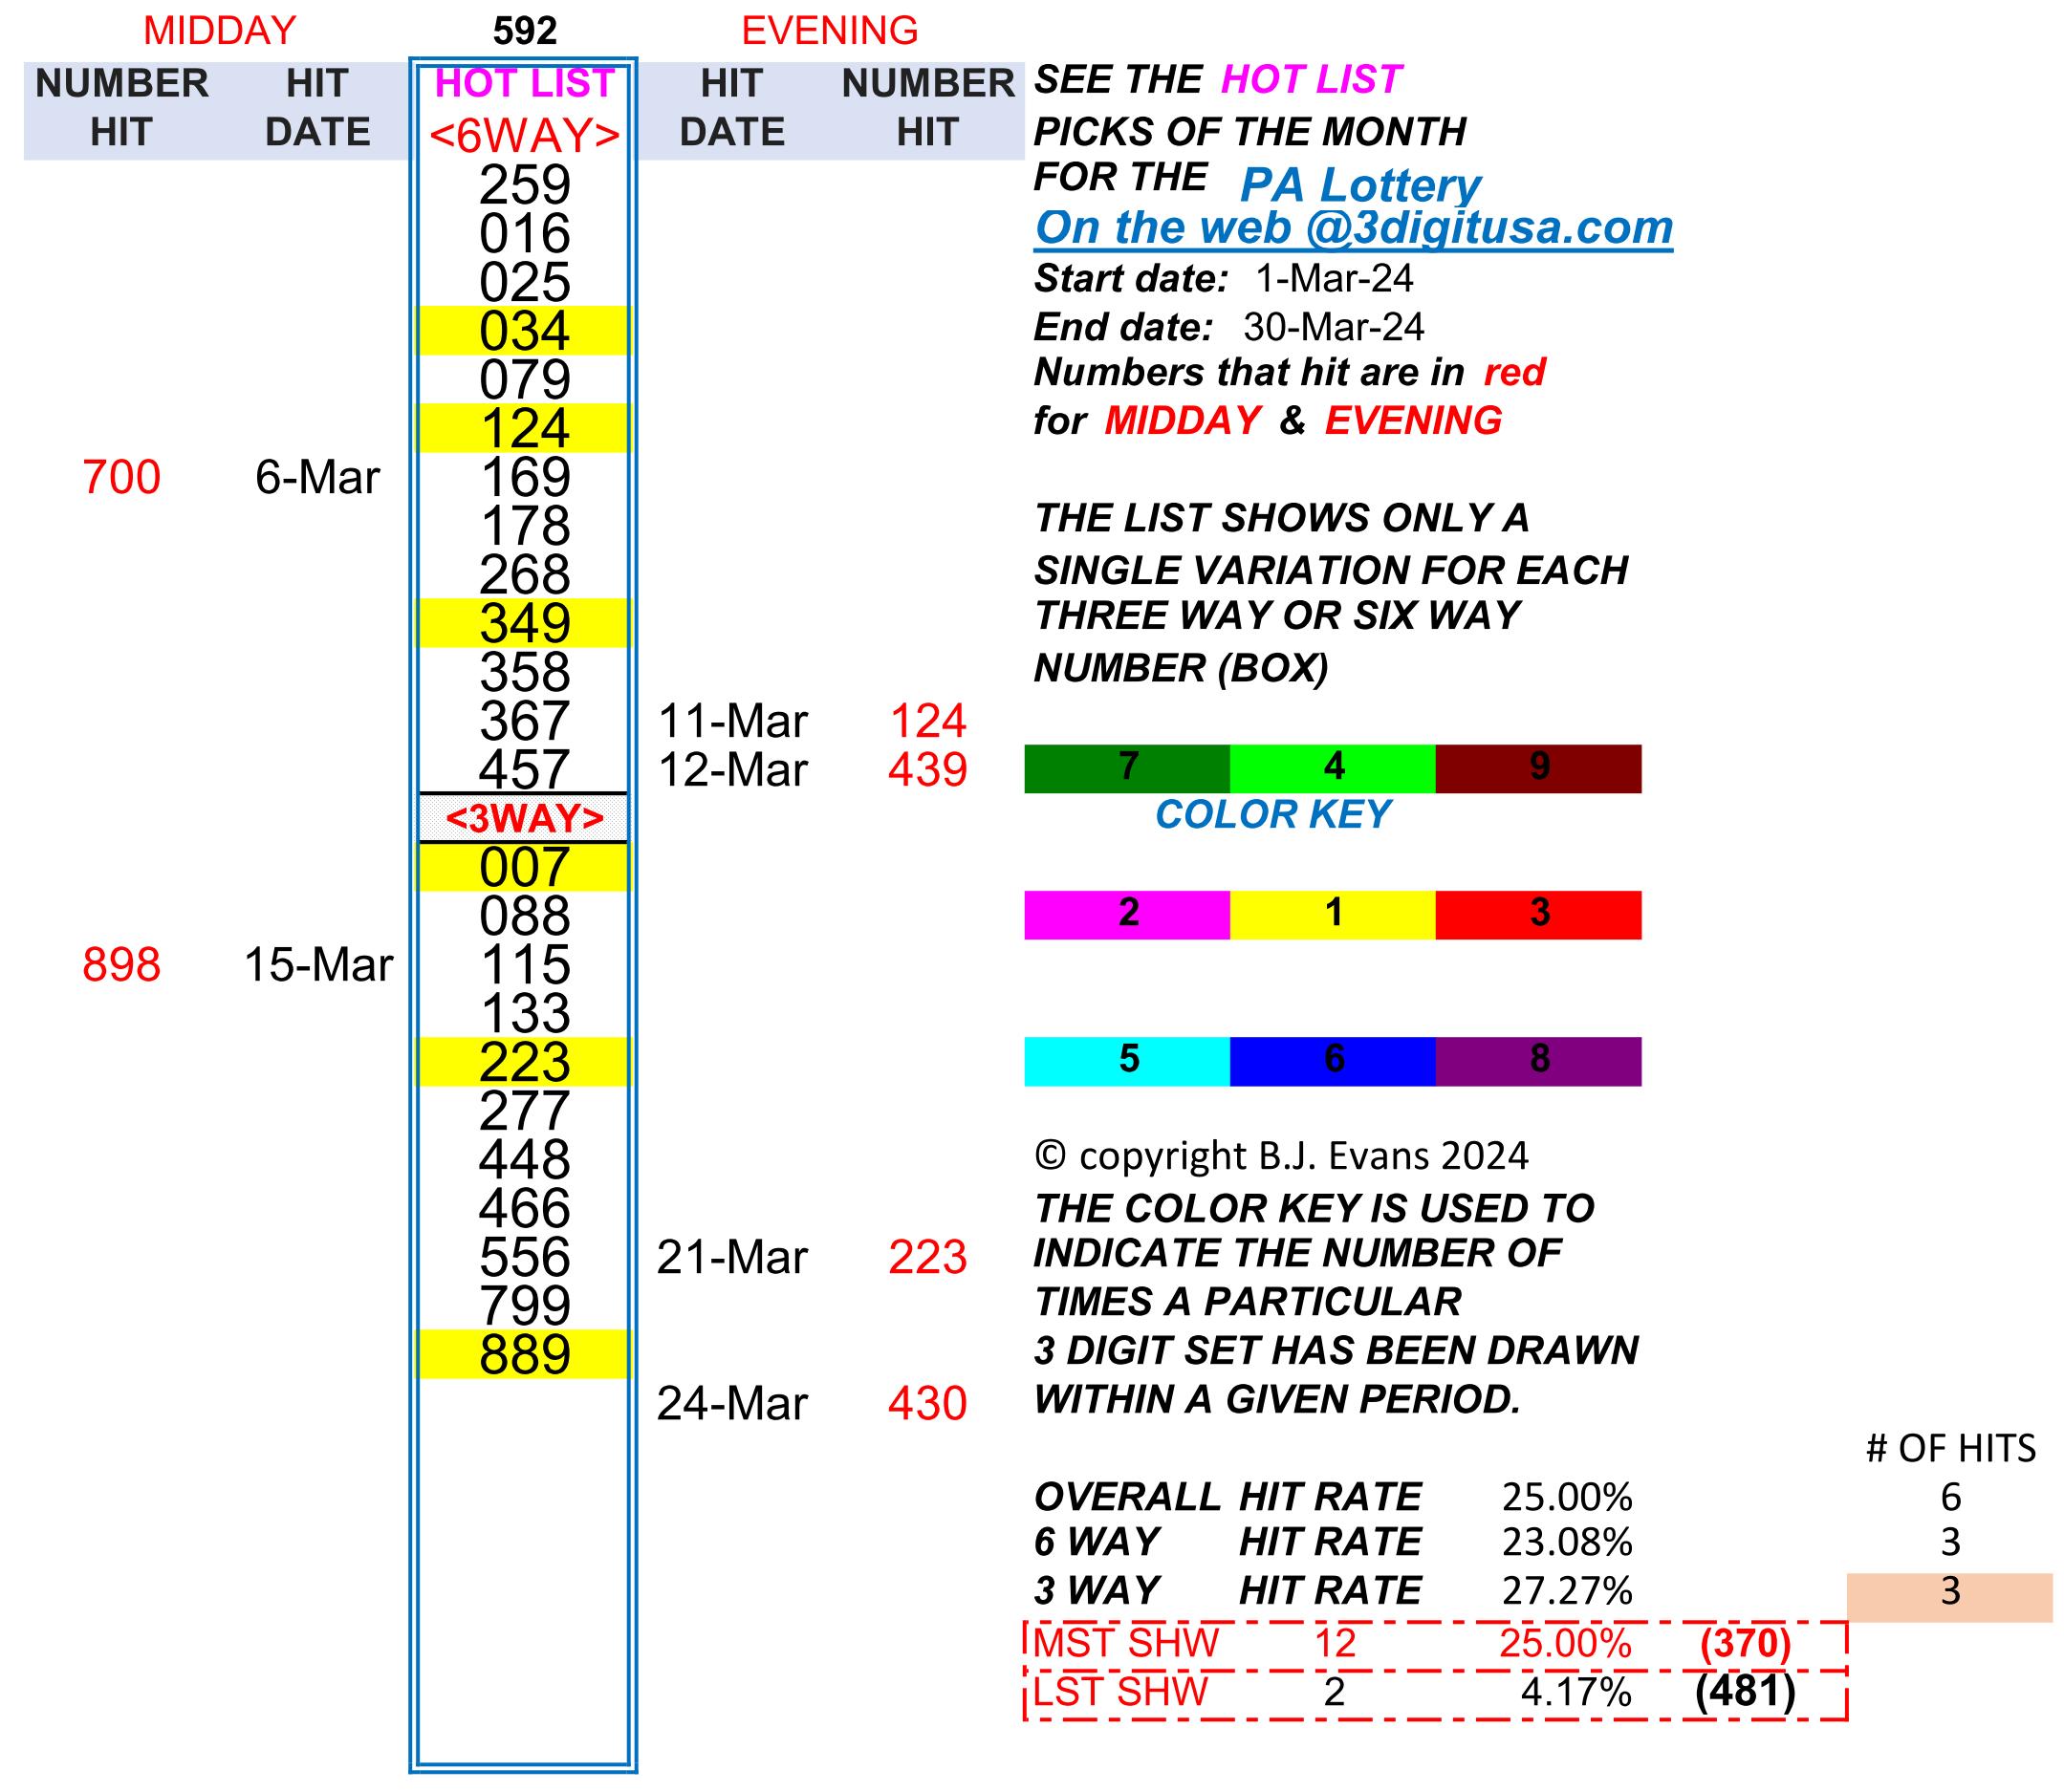 MIDDAY 592 EVENING
NUMBER HIT HOT LIST HIT NUMBER SEE THE HOT LIST
HIT DATE <6WAY> DATE HIT PICKS OF THE MONTH
259 FOR THE PA Lottery
016 On the web @3digitusa.com
025 Start date: 1-Mar-24
034 End date: 30-Mar-24
079 Numbers that hit are in red
124 for MIDDAY & EVENING
700 6-Mar 169
178 THE LIST SHOWS ONLY A
268 SINGLE VARIATION FOR EACH
349 THREE WAY OR SIX WAY
358 NUMBER (BOX)
367 11-Mar 124
457 12-Mar 439 7 4 9
<3WAY> COLOR KEY
007
088 2 1 3
898 15-Mar 115
133
223 5 6 8
277
448 © copyright B.J. Evans 2024
466 THE COLOR KEY IS USED TO
556 21-Mar 223 INDICATE THE NUMBER OF
799 TIMES A PARTICULAR
889 3 DIGIT SET HAS BEEN DRAWN
24-Mar 430 WITHIN A GIVEN PERIOD.
# OF HITS
OVERALL HIT RATE 25.00% 6
6 WAY HIT RATE 23.08% 3
3 WAY HIT RATE 27.27% 3
MST SHW 12 25.00% (370)
LST SHW 2 4.17% (481)